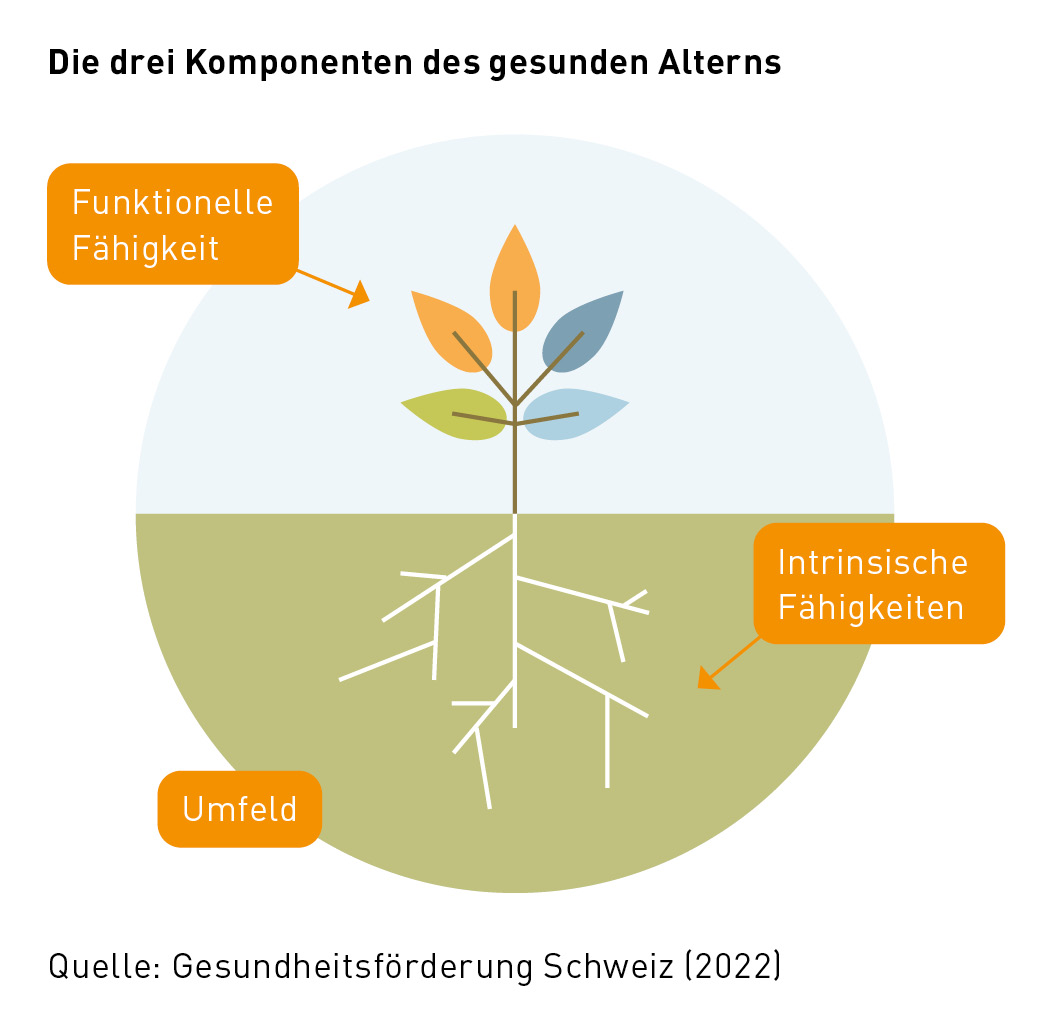 Die drei Komponenten des gesunden Alterns
Funktionelle
Fähigkeit
Intrinsische
Fähigkeiten
Umfeld
Quelle: Gesundheitsförderung Schweiz (2022)